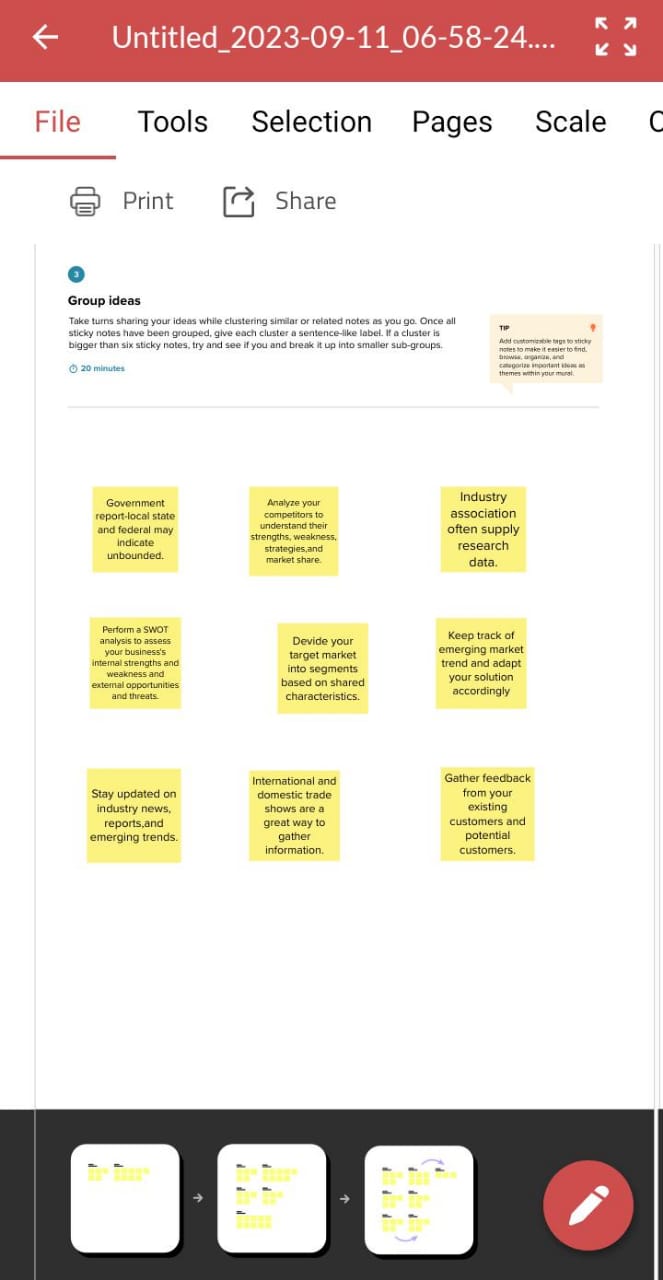 Untitled_2023-09-11_06-58-24....
File Tools Selection Pages Scale
Print Share
3
Group ideas
Take turns sharing your ideas while clustering similar or related notes as you go. Once all
sticky notes have been grouped, give each cluster a sentence-like label. If a cluster is
bigger than six sticky notes, try and see if you and break it up into smaller sub-groups.
20 minutes
TIP
Add customizable tags to sticky
notes to make it easier to find,
browse, organize, and
categorize important ideas as
themes within your mural.
Government
report-local state
and federal may
indicate
unbounded.
Analyze your
competitors to
understand their
strengths, weakness,
strategies,and
market share.
Industry
association
often supply
research
data.
Perform a SWOT
analysis to assess
your business's
internal strengths and
weakness and
external opportunities
and threats.
Devide your
target market
into segments
based on shared
characteristics.
Keep track of
emerging market
trend and adapt
your solution
accordingly
Stay updated on
industry news,
reports,and
emerging trends.
International and
domestic trade
shows are a
great way to
gather
information.
Gather feedback
from your
existing
customers and
potential
customers.